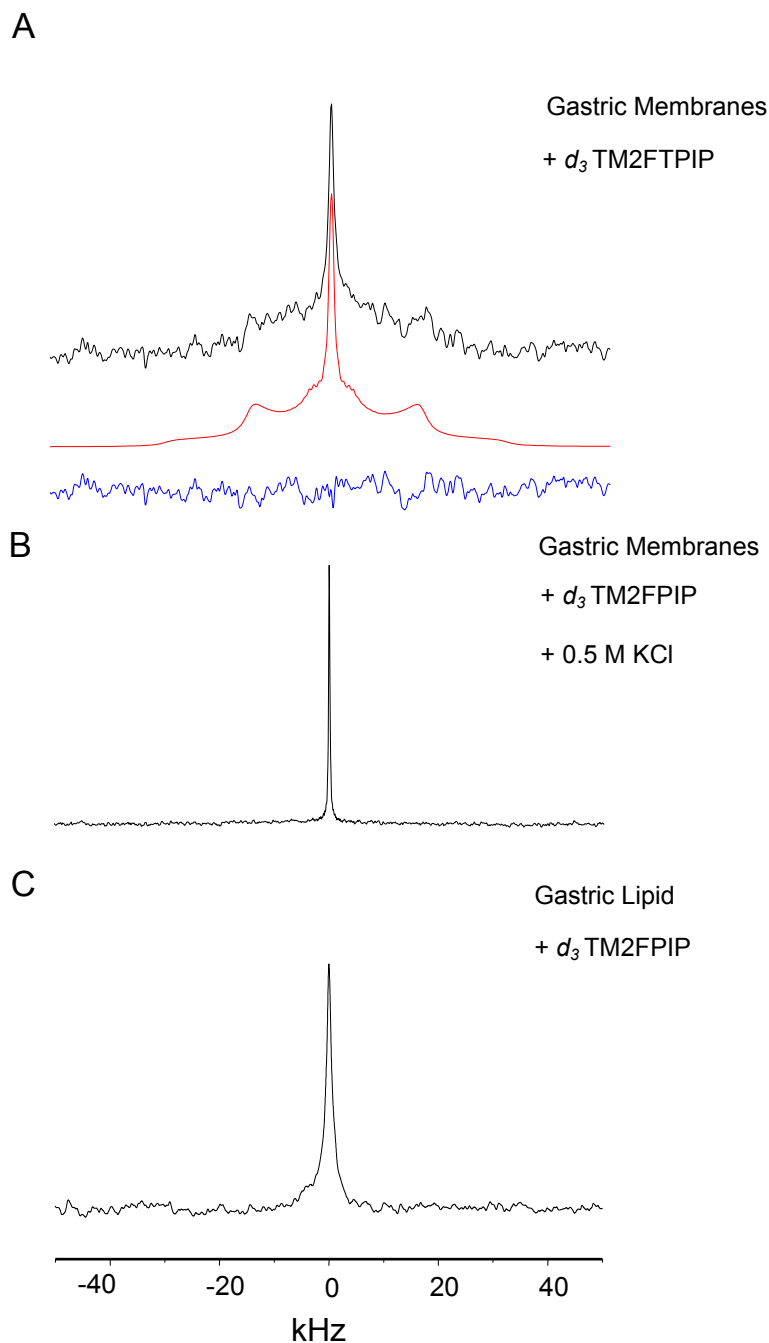 A
Gastric Membranes
+ d3 TM2FTPIP
B
Gastric Membranes
+ d3 TM2FPIP
+ 0.5 M KCl
C
Gastric Lipid
+ d3 TM2FPIP
-40 -20 0 20 40
kHz